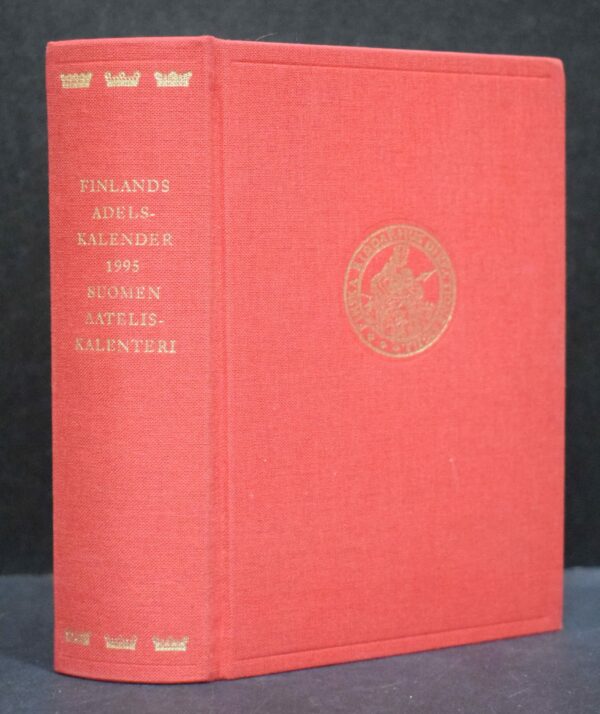 FINLANDS
ADELS-
KALENDER
1995
SUOMEN
AATELIS-
KALENTERI